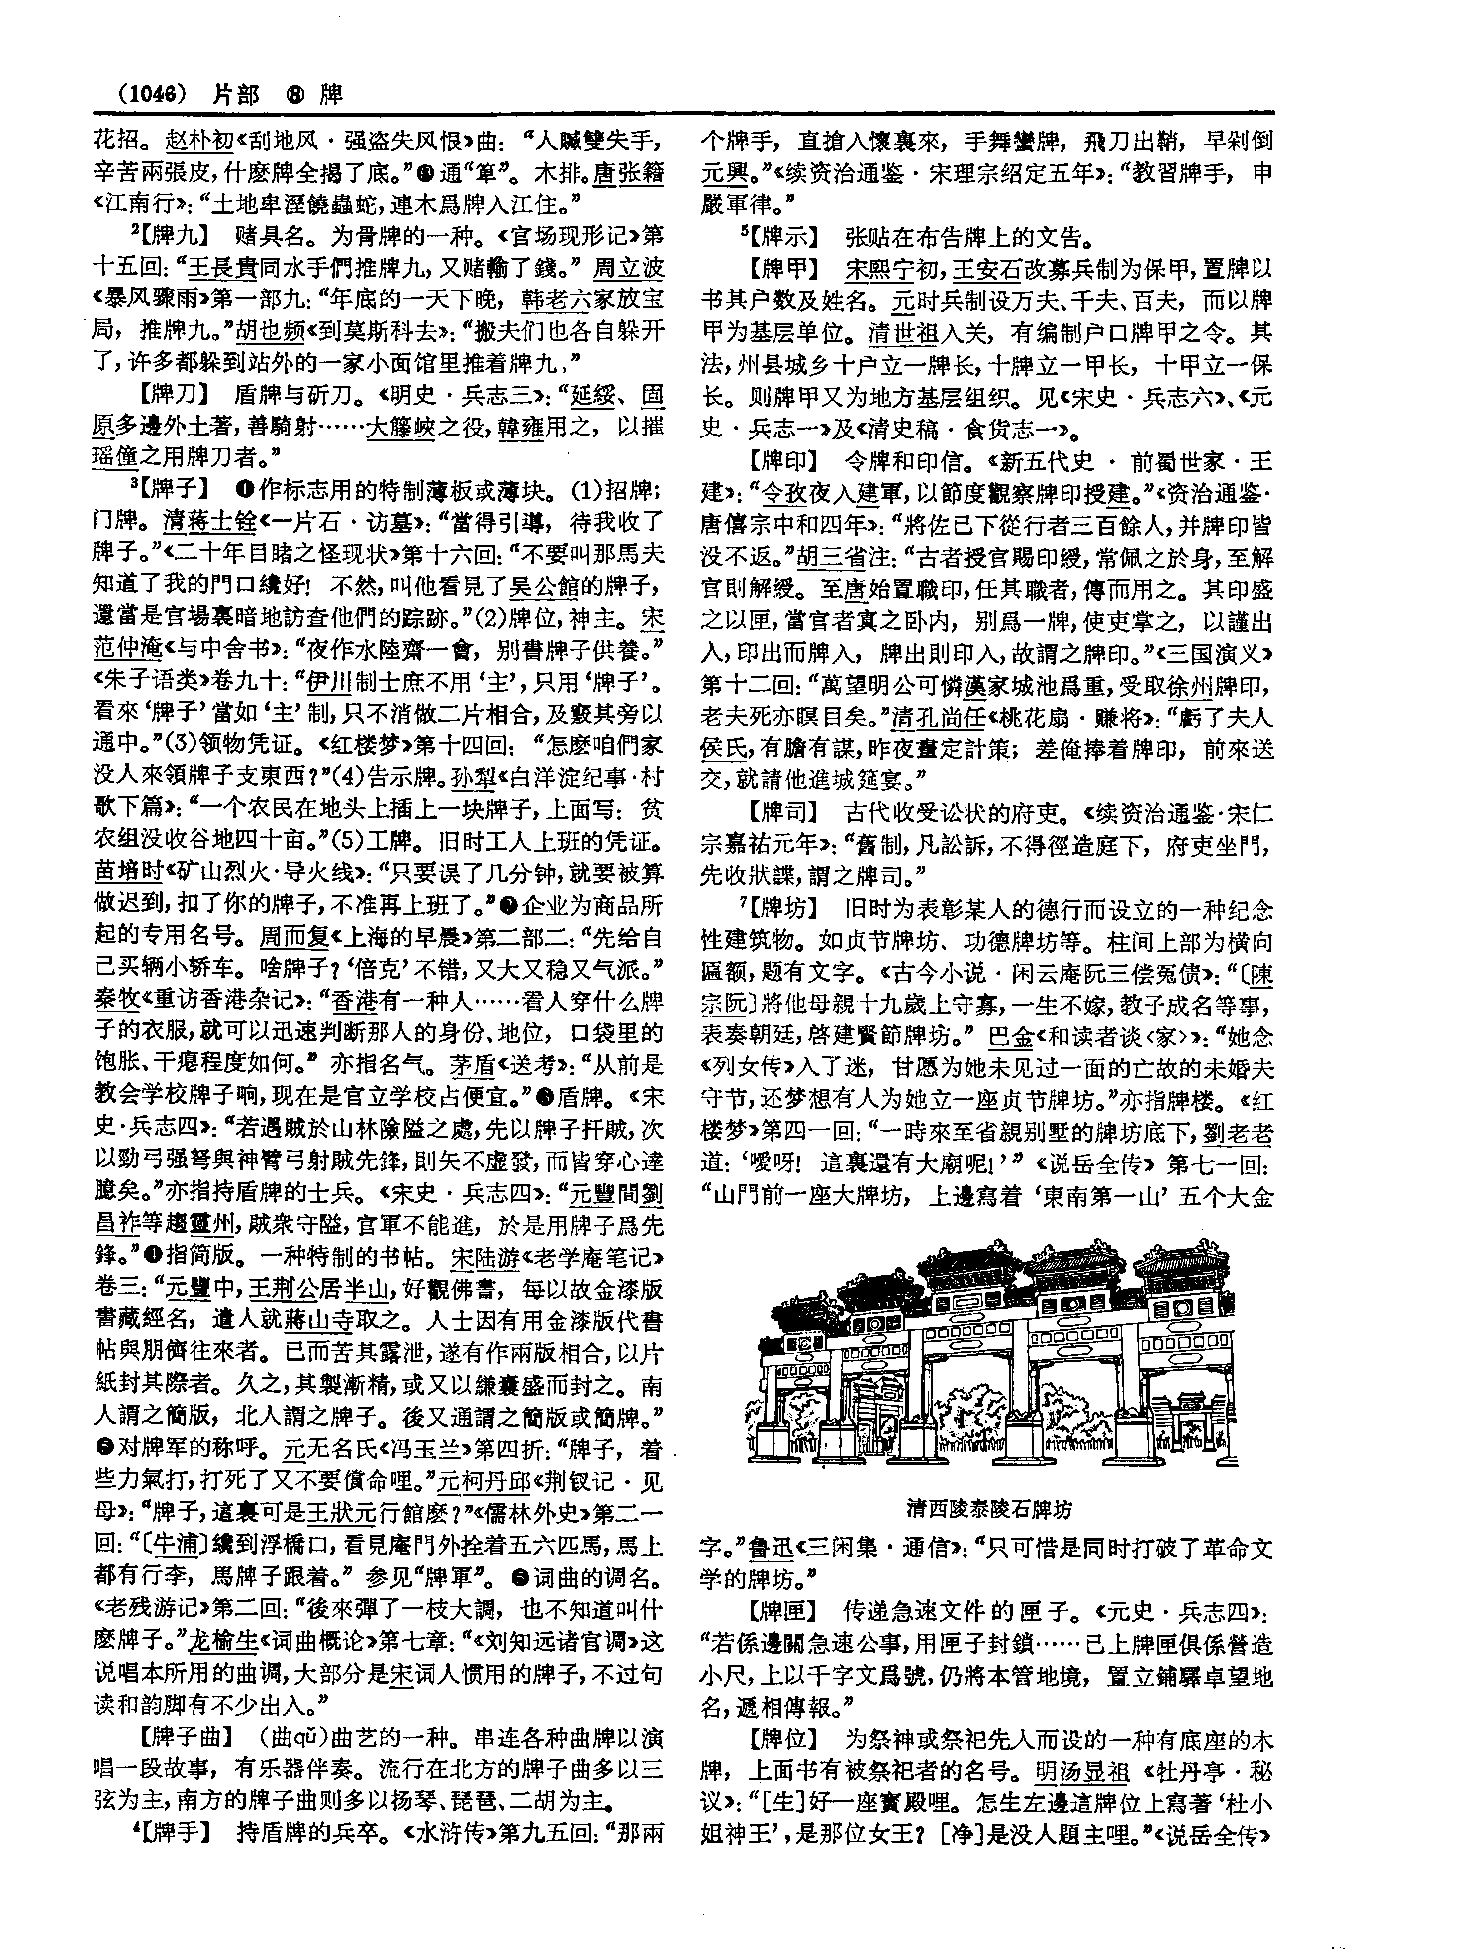 (1046) 片部 ⑧ 牌
花招。赵朴初《刮地风·强盗失风恨》曲：“人贓雙失手，
辛苦兩張皮，什麽牌全揭了底。”⓭通“箄”。木排。唐张籍
《江南行》：“土地卑溼饒蟲蛇，連木爲牌入江住。”
²【牌九】 赌具名。为骨牌的一种。《官场现形记》第
十五回：“王長貴同水手們推牌九，又賭輸了錢。”周立波
《暴风骤雨》第一部九：“年底的一天下晚，韩老六家放宝
局，推牌九。”胡也频《到莫斯科去》：“搬夫们也各自躲开
了，许多都躲到站外的一家小面馆里推着牌九，”
【牌刀】 盾牌与斫刀。《明史·兵志三》：“延綏、固
原多邊外土著，善騎射……大籐峽之役，韓雍用之，以摧
瑶僮之用牌刀者。”
³【牌子】 ❶作标志用的特制薄板或薄块。(1)招牌；
门牌。清蒋士铨《一片石·访墓》：“當得引導，待我收了
牌子。”《二十年目睹之怪现状》第十六回：“不要叫那馬夫
知道了我的門口纔好！不然，叫他看見了吴公館的牌子，
還當是官場裏暗地訪查他們的踪跡。”(2)牌位，神主。宋
范仲淹《与中舍书》：“夜作水陸齋一會，别書牌子供養。”
《朱子语类》卷九十：“伊川制士庶不用‘主’，只用‘牌子’。
看來‘牌子’當如‘主’制，只不消做二片相合，及竅其旁以
通中。”(3)领物凭证。《红楼梦》第十四回：“怎麽咱們家
没人來領牌子支東西？”(4)告示牌。孙犁《白洋淀纪事·村
歌下篇》：“一个农民在地头上插上一块牌子，上面写：贫
农组没收谷地四十亩。”(5)工牌。旧时工人上班的凭证。
苗培时《矿山烈火·导火线》：“只要误了几分钟，就要被算
做迟到，扣了你的牌子，不准再上班了。”❷企业为商品所
起的专用名号。周而复《上海的早晨》第二部二：“先给自
己买辆小轿车。啥牌子？‘倍克’不错，又大又稳又气派。”
秦牧《重访香港杂记》：“香港有一种人……看人穿什么牌
子的衣服，就可以迅速判断那人的身份、地位，口袋里的
饱胀、干瘪程度如何。”亦指名气。茅盾《送考》：“从前是
教会学校牌子响，现在是官立学校占便宜。”❸盾牌。《宋
史·兵志四》：“若遇賊於山林險隘之處，先以牌子扞賊，次
以勁弓强弩與神臂弓射賊先鋒，則矢不虚發，而皆穿心達
臆矣。”亦指持盾牌的士兵。《宋史·兵志四》：“元豐間劉
昌祚等趨靈州，賊衆守隘，官軍不能進，於是用牌子爲先
鋒。”❹指简版。一种特制的书帖。宋陆游《老学庵笔记》
卷三：“元豐中，王荆公居半山，好觀佛書，每以故金漆版
書藏經名，遣人就蔣山寺取之。人士因有用金漆版代書
帖與朋儕往來者。已而苦其露泄，遂有作兩版相合，以片
紙封其際者。久之，其製漸精，或又以縑囊盛而封之。南
人謂之簡版，北人謂之牌子。後又通謂之簡版或簡牌。”
❺对牌军的称呼。元无名氏《冯玉兰》第四折：“牌子，着
些力氣打，打死了又不要償命哩。”元柯丹邱《荆钗记·见
母》：“牌子，這裏可是王狀元行館麽？”《儒林外史》第二一
回：“〔牛浦〕纔到浮橋口，看見庵門外拴着五六匹馬，馬上
都有行李，馬牌子跟着。”参见“牌軍”。❻词曲的调名。
《老残游记》第二回：“後來彈了一枝大調，也不知道叫什
麽牌子。”龙榆生《词曲概论》第七章：“《刘知远诸官调》这
说唱本所用的曲调，大部分是宋词人惯用的牌子，不过句
读和韵脚有不少出入。”
【牌子曲】 (曲qǔ)曲艺的一种。串连各种曲牌以演
唱一段故事，有乐器伴奏。流行在北方的牌子曲多以三
弦为主，南方的牌子曲则多以扬琴、琵琶、二胡为主。
⁴【牌手】 持盾牌的兵卒。《水浒传》第九五回：“那兩
个牌手，直搶入懷裏來，手舞蠻牌，飛刀出鞘，早剁倒
元興。”《续资治通鉴·宋理宗绍定五年》：“教習牌手，申
嚴軍律。”
⁵【牌示】 张贴在布告牌上的文告。
【牌甲】 宋熙宁初，王安石改募兵制为保甲，置牌以
书其户数及姓名。元时兵制设万夫、千夫、百夫，而以牌
甲为基层单位。清世祖入关，有编制户口牌甲之令。其
法，州县城乡十户立一牌长，十牌立一甲长，十甲立一保
长。则牌甲又为地方基层组织。见《宋史·兵志六》、《元
史·兵志一》及《清史稿·食货志一》。
【牌印】 令牌和印信。《新五代史·前蜀世家·王
建》：“令孜夜入建軍，以節度觀察牌印授建。”《资治通鉴·
唐僖宗中和四年》：“將佐已下從行者三百餘人，并牌印皆
没不返。”胡三省注：“古者授官賜印綬，常佩之於身，至解
官則解綬。至唐始置職印，任其職者，傳而用之。其印盛
之以匣，當官者寘之卧内，别爲一牌，使吏掌之，以謹出
入，印出而牌入，牌出則印入，故謂之牌印。”《三国演义》
第十二回：“萬望明公可憐漢家城池爲重，受取徐州牌印，
老夫死亦瞑目矣。”清孔尚任《桃花扇·赚将》：“虧了夫人
侯氏，有膽有謀，昨夜畫定計策；差俺捧着牌印，前來送
交，就請他進城筵宴。”
【牌司】 古代收受讼状的府吏。《续资治通鉴·宋仁
宗嘉祐元年》：“舊制，凡訟訴，不得徑造庭下，府吏坐門，
先收狀諜，謂之牌司。”
⁷【牌坊】 旧时为表彰某人的德行而设立的一种纪念
性建筑物。如贞节牌坊、功德牌坊等。柱间上部为横向
匾额，题有文字。《古今小说·闲云庵阮三偿冤债》：“〔陳
宗阮〕將他母親十九歲上守寡，一生不嫁，教子成名等事，
表奏朝廷，啓建賢節牌坊。”巴金《和读者谈〈家〉》：“她念
《列女传》入了迷，甘愿为她未见过一面的亡故的未婚夫
守节，还梦想有人为她立一座贞节牌坊。”亦指牌楼。《红
楼梦》第四一回：“一時來至省親别墅的牌坊底下，劉老老
道：‘噯呀！這裏還有大廟呢！’”《说岳全传》第七一回：
“山門前一座大牌坊，上邊寫着‘東南第一山’五个大金
清西陵泰陵石牌坊
字。”鲁迅《三闲集·通信》：“只可惜是同时打破了革命文
学的牌坊。”
【牌匣】 传递急速文件的匣子。《元史·兵志四》：
“若係邊關急速公事，用匣子封鎖……已上牌匣俱係營造
小尺，上以千字文爲號，仍將本管地境，置立鋪驛卓望地
名，遞相傳報。”
【牌位】 为祭神或祭祀先人而设的一种有底座的木
牌，上面书有被祭祀者的名号。明汤显祖《牡丹亭·秘
议》：“［生］好一座寳殿哩。怎生左邊這牌位上寫著‘杜小
姐神王’，是那位女王？［净］是没人題主哩。”《说岳全传》